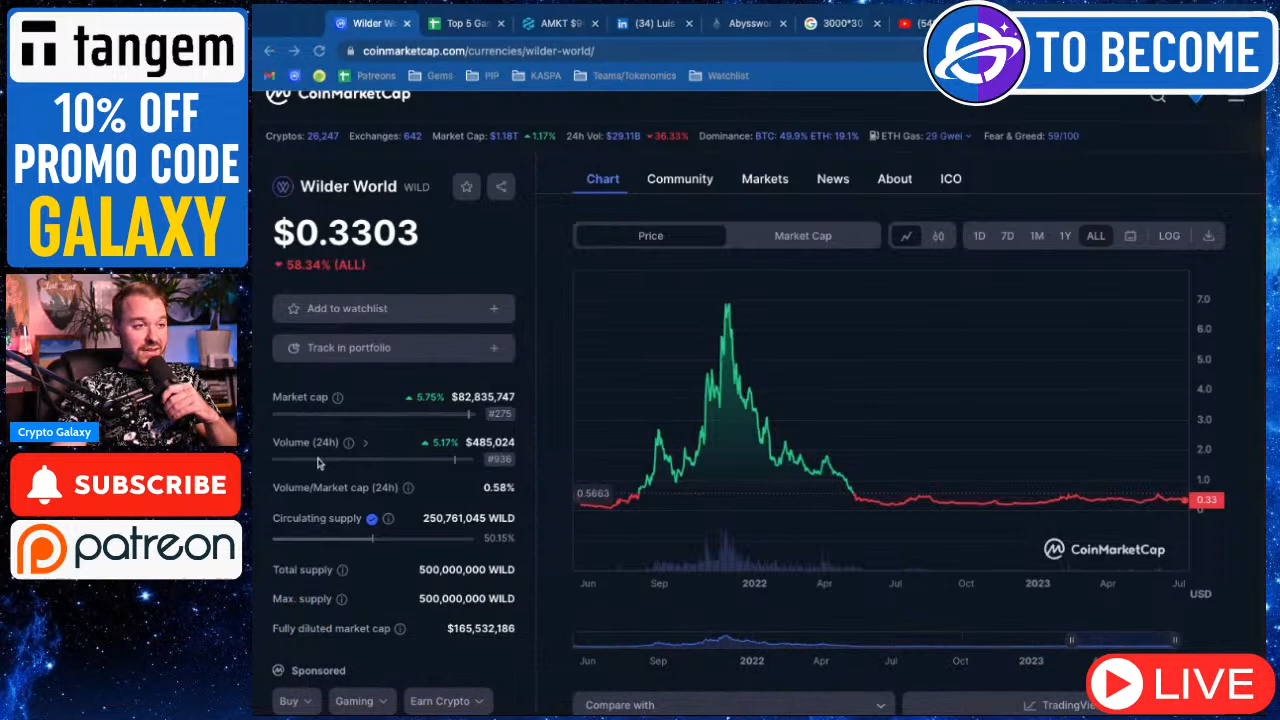 tangem
10% OFF
PROMO CODE
GALAXY
Crypto Galaxy
SUBSCRIBE
patreon
Wilder W
Top 5 Ga
AMKT $
(34) Luis
Abysswo
3000*30
coinmarketcap.com/currencies/wilder-world/
TO BECOME
Patreons
Gems
PIP
KASPA
Teams/Tokenomics
Watchlist
CoinMarketCap
Cryptos: 26,247 Exchanges: 642 Market Cap: $1.18T 1.17% 24h Vol: $29.11B 36.33% Dominance: BTC: 49.9% ETH: 19.1% ETH Gas: 29 Gwei Fear & Greed: 59/100
Wilder World WILD
$0.3303
58.34% (ALL)
Add to watchlist +
Track in portfolio +
Market cap 5.75% $82,835,747
#275
Volume (24h) 5.17% $485,024
#936
Volume/Market cap (24h) 0.58%
Circulating supply 250,761,045 WILD
50.15%
Total supply 500,000,000 WILD
Max. supply 500,000,000 WILD
Fully diluted market cap $165,532,186
Sponsored
Buy Gaming Earn Crypto
Chart Community Markets News About ICO
Price Market Cap 1D 7D 1M 1Y ALL LOG
7.0
6.0
5.0
4.0
3.0
2.0
1.0
0.5663
0.33
0
CoinMarketCap
Jun Sep 2022 Apr Jul Oct 2023 Apr Jul
USD
Jun Sep 2022 Apr Jul Oct 2023
Compare with
TradingVie
LIVE